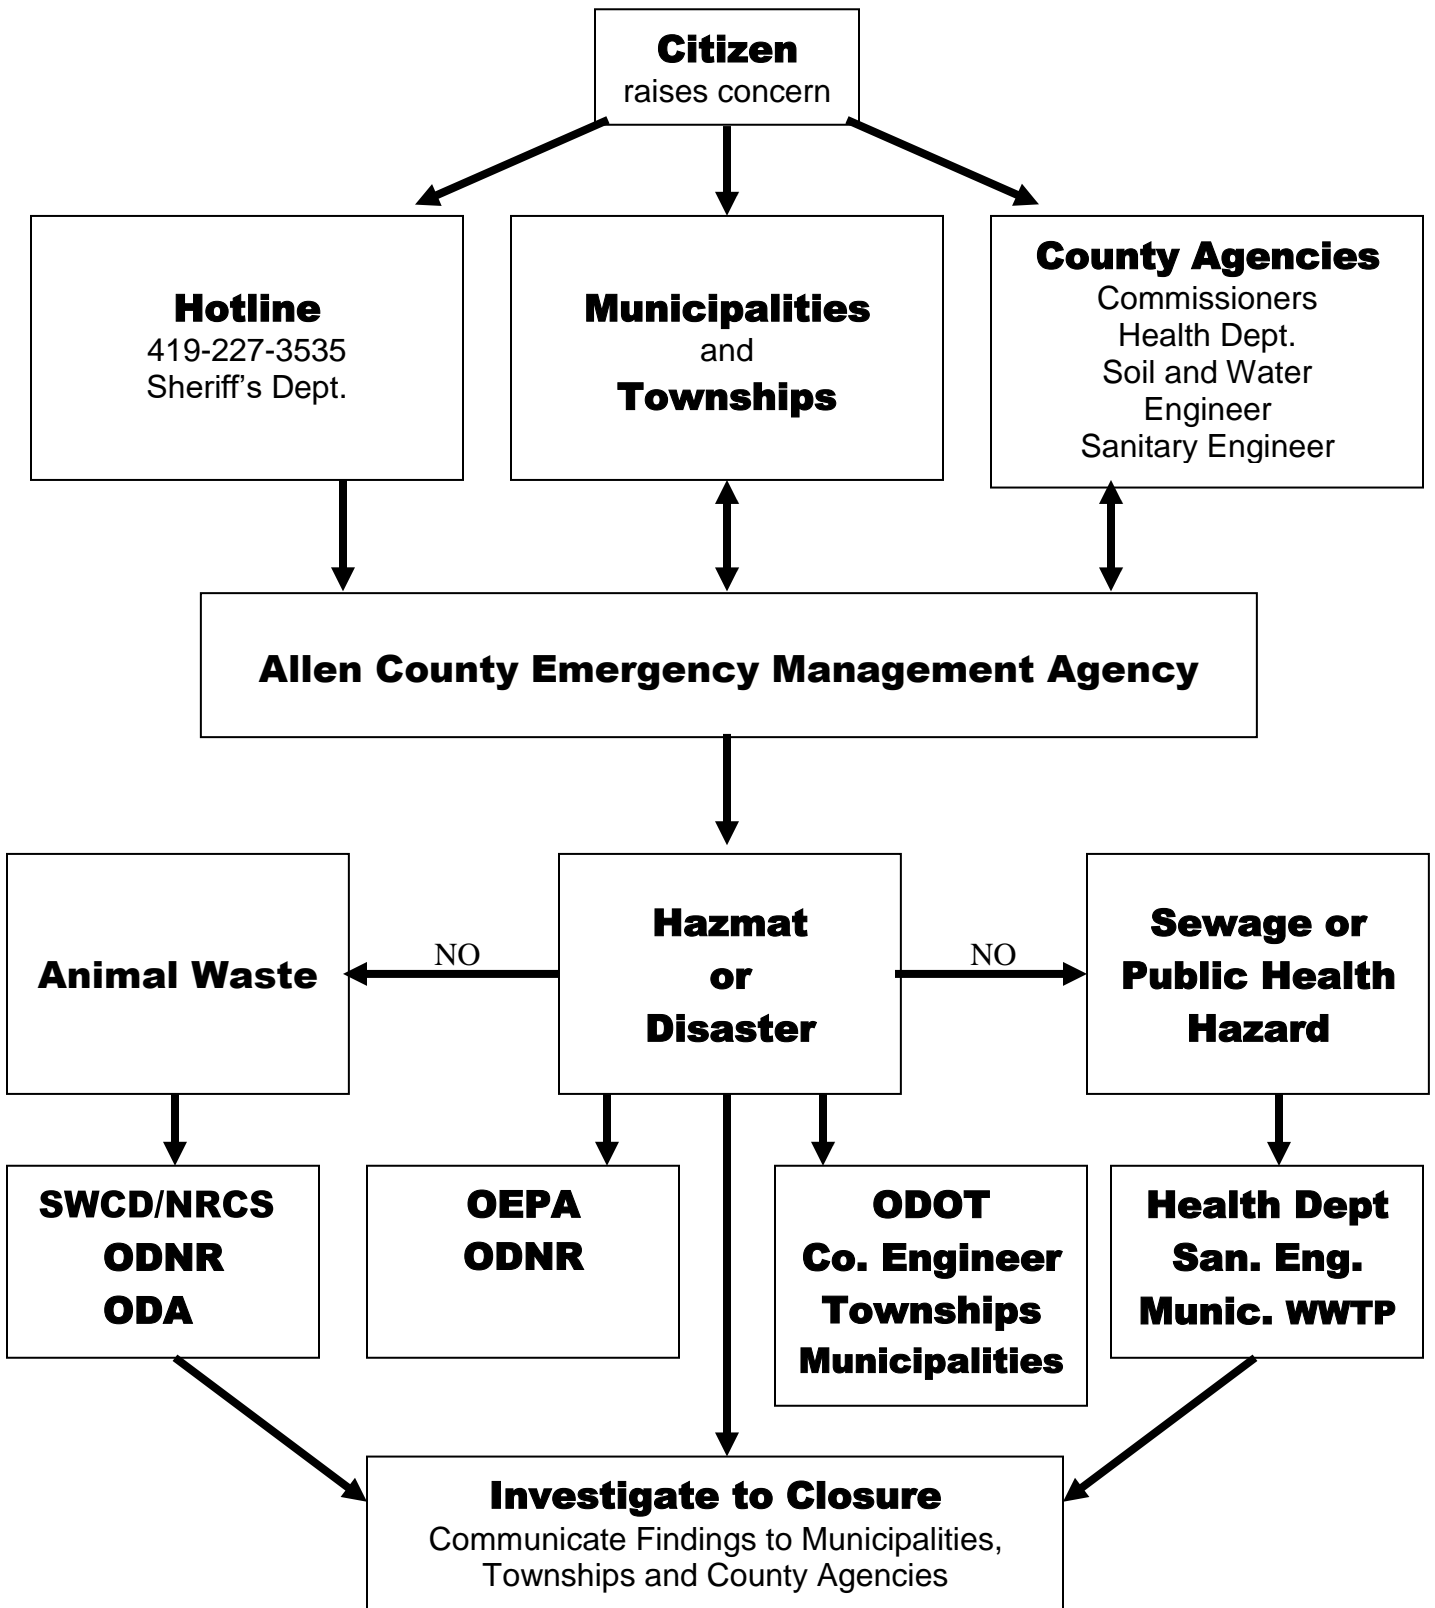 Citizen
raises concern
Hotline
419-227-3535
Sheriff’s Dept.
Municipalities
and
Townships
County Agencies
Commissioners
Health Dept.
Soil and Water
Engineer
Sanitary Engineer
Allen County Emergency Management Agency
Animal Waste
NO
Hazmat
or
Disaster
NO
Sewage or
Public Health
Hazard
SWCD/NRCS
ODNR
ODA
OEPA
ODNR
ODOT
Co. Engineer
Townships
Municipalities
Health Dept
San. Eng.
Munic. WWTP
Investigate to Closure
Communicate Findings to Municipalities,
Townships and County Agencies